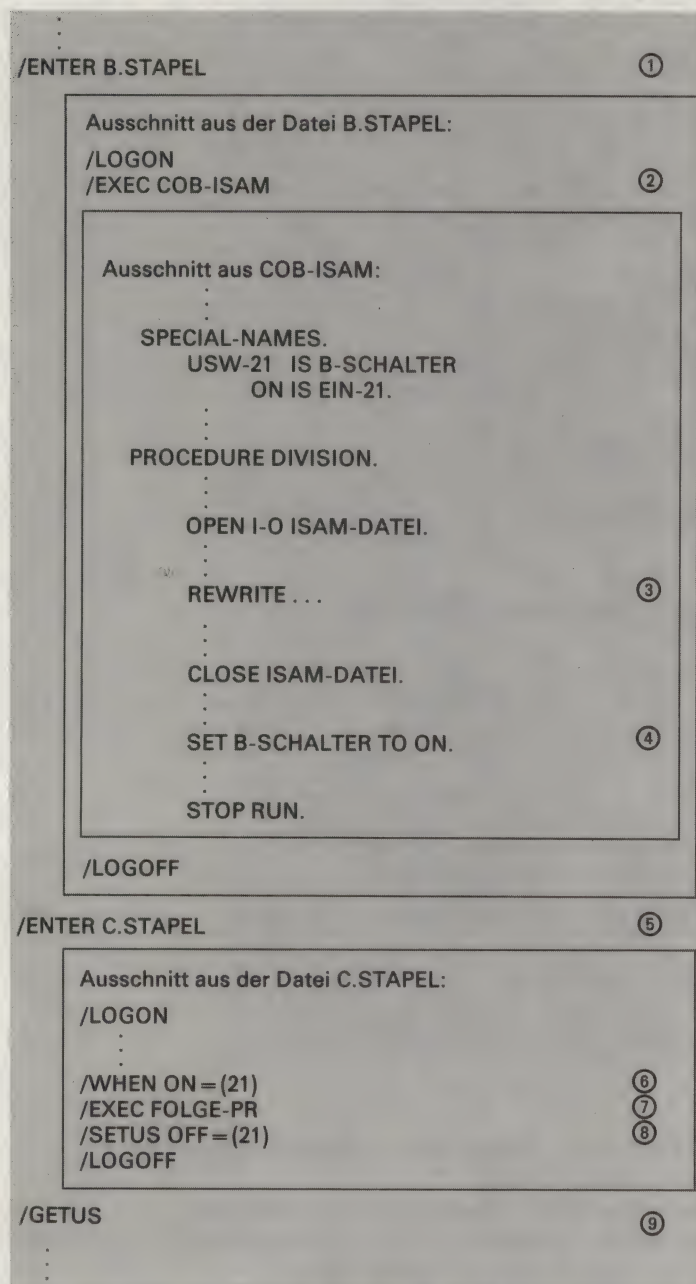 .
.
/ENTER B.STAPEL ①
Ausschnitt aus der Datei B.STAPEL:
/LOGON
/EXEC COB-ISAM ②
Ausschnitt aus COB-ISAM:
.
.
SPECIAL-NAMES.
USW-21 IS B-SCHALTER
ON IS EIN-21.
.
.
PROCEDURE DIVISION.
.
.
OPEN I-O ISAM-DATEI.
.
.
REWRITE . . . ③
.
.
CLOSE ISAM-DATEI.
.
.
SET B-SCHALTER TO ON. ④
.
.
STOP RUN.
/LOGOFF
/ENTER C.STAPEL ⑤
Ausschnitt aus der Datei C.STAPEL:
/LOGON
.
.
/WHEN ON=(21) ⑥
/EXEC FOLGE-PR ⑦
/SETUS OFF=(21) ⑧
/LOGOFF
/GETUS ⑨
.
.